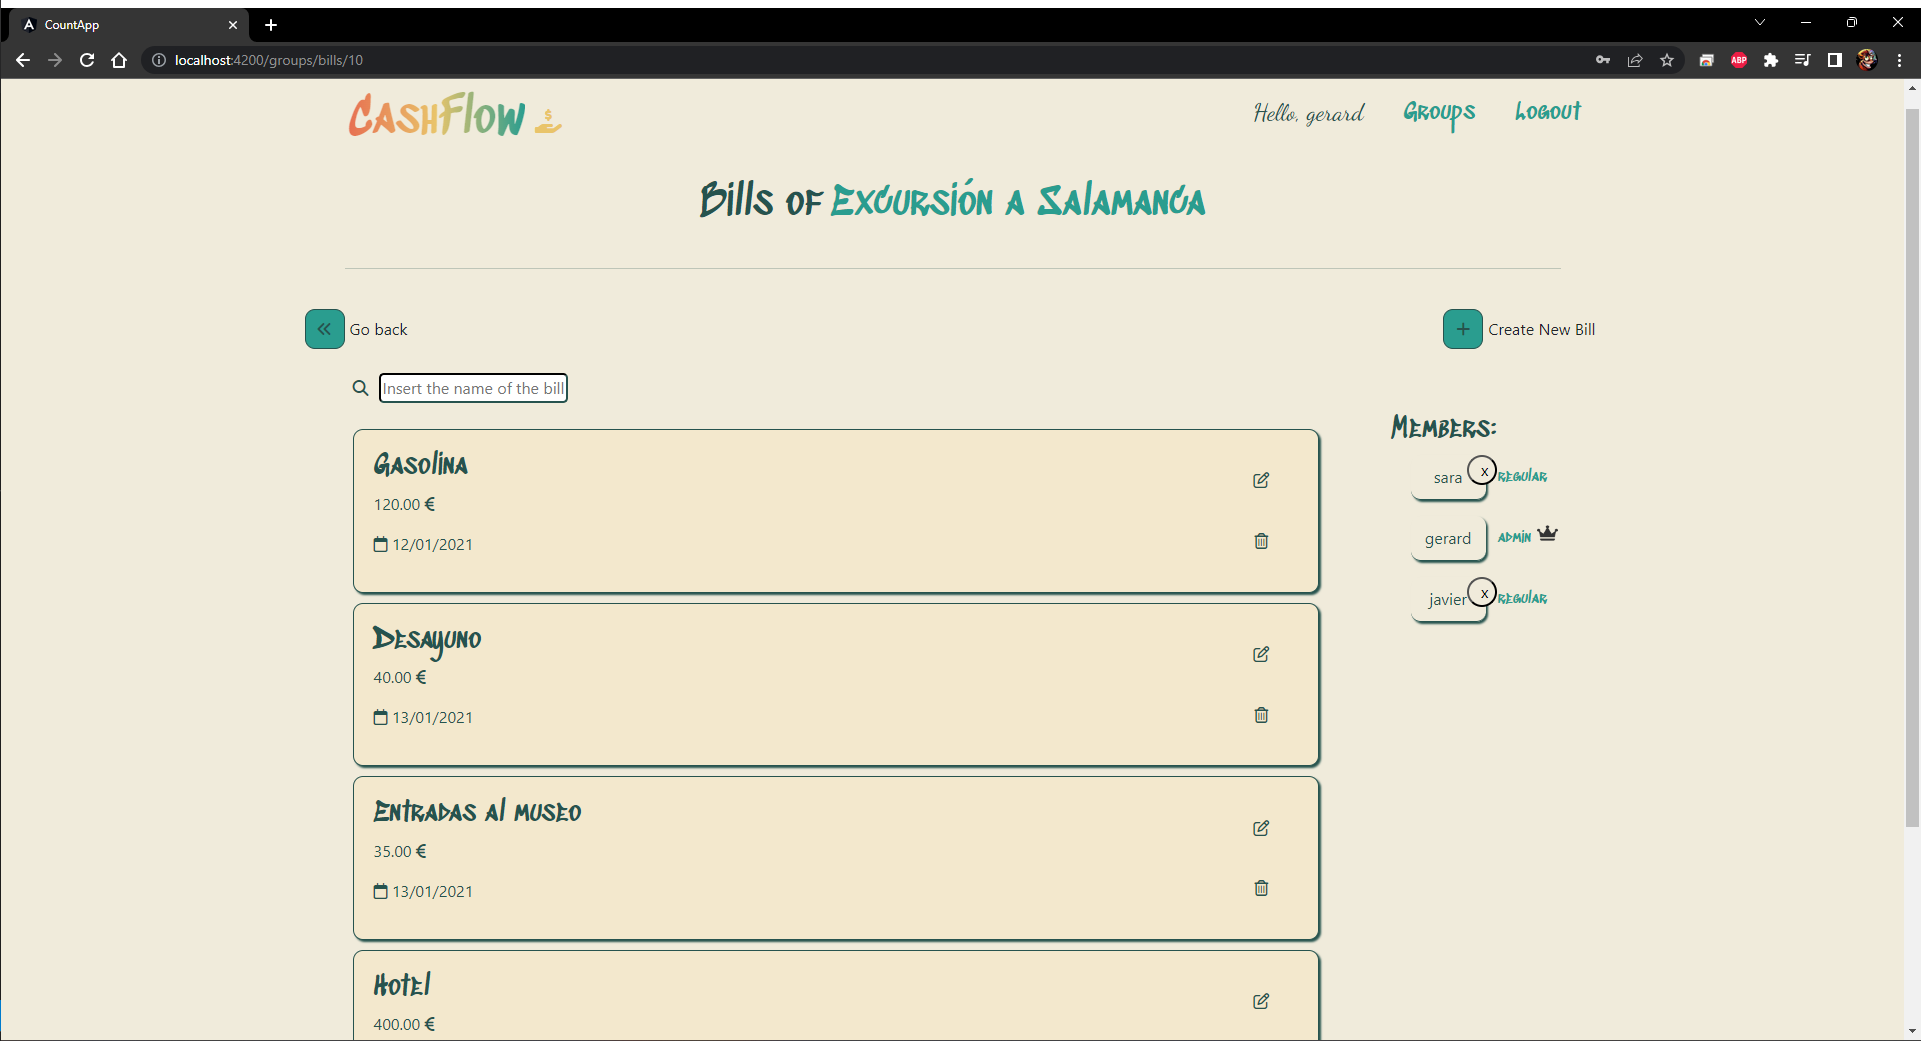 CountApp
localhost:4200/groups/bills/10
ABP
CashFlow
Hello, gerard
Groups
Logout
Bills of Excursión a Salamanca
Go back
Create New Bill
Insert the name of the bill
Members:
sara
x
regular
gerard
admin
javier
x
regular
Gasolina
120.00 €
12/01/2021
Desayuno
40.00 €
13/01/2021
Entradas al museo
35.00 €
13/01/2021
Hotel
400.00 €